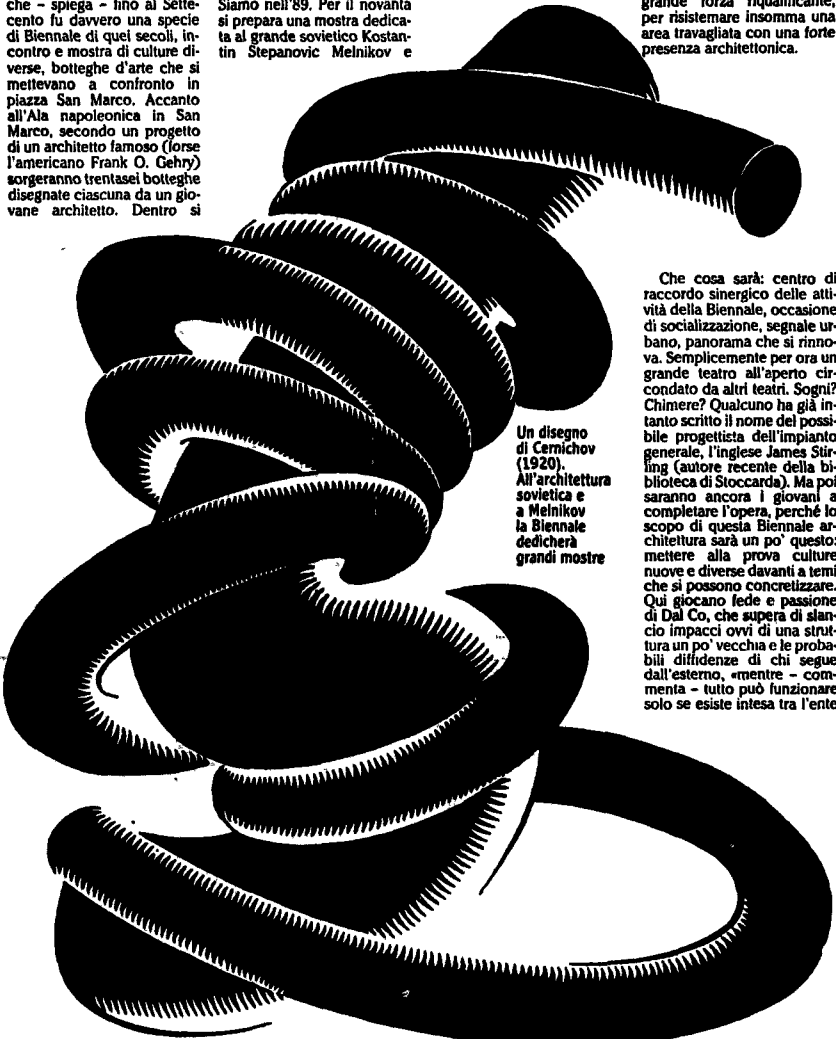 che - spiega - fino al Sette-
cento fu davvero una specie
di Biennale di quei secoli, in-
contro e mostra di culture di-
verse, botteghe d'arte che si
mettevano a confronto in
piazza San Marco. Accanto
all'Ala napoleonica in San
Marco, secondo un progetto
di un architetto famoso (forse
l'americano Frank O. Gehry)
sorgeranno trentasei botteghe
disegnate ciascuna da un gio-
vane architetto. Dentro si
Siamo nell'89. Per il novanta
si prepara una mostra dedica-
ta al grande sovietico Kostan-
tin Stepanovic Melnikov e
grande forza riqualificante,
per risistemare insomma una
area travagliata con una forte
presenza architettonica.
Che cosa sarà: centro di
raccordo sinergico delle atti-
vità della Biennale, occasione
di socializzazione, segnale ur-
bano, panorama che si rinno-
va. Semplicemente per ora un
grande teatro all'aperto cir-
condato da altri teatri. Sogni?
Chimere? Qualcuno ha già in-
tanto scritto il nome del possi-
bile progettista dell'impianto
generale, l'inglese James Stir-
ling (autore recente della bi-
blioteca di Stoccarda). Ma poi
saranno ancora i giovani a
completare l'opera, perché lo
scopo di questa Biennale ar-
chitettura sarà un po' questo:
mettere alla prova culture
nuove e diverse davanti a temi
che si possono concretizzare.
Qui giocano fede e passione
di Dal Co, che supera di slan-
cio impacci ovvi di una strut-
tura un po' vecchia e le proba-
bili diffidenze di chi segue
dall'esterno, «mentre - com-
menta - tutto può funzionare
solo se esiste intesa tra l'ente
Un disegno
di Cernichov
(1920).
All'architettura
sovietica e
a Melnikov
la Biennale
dedicherà
grandi mostre